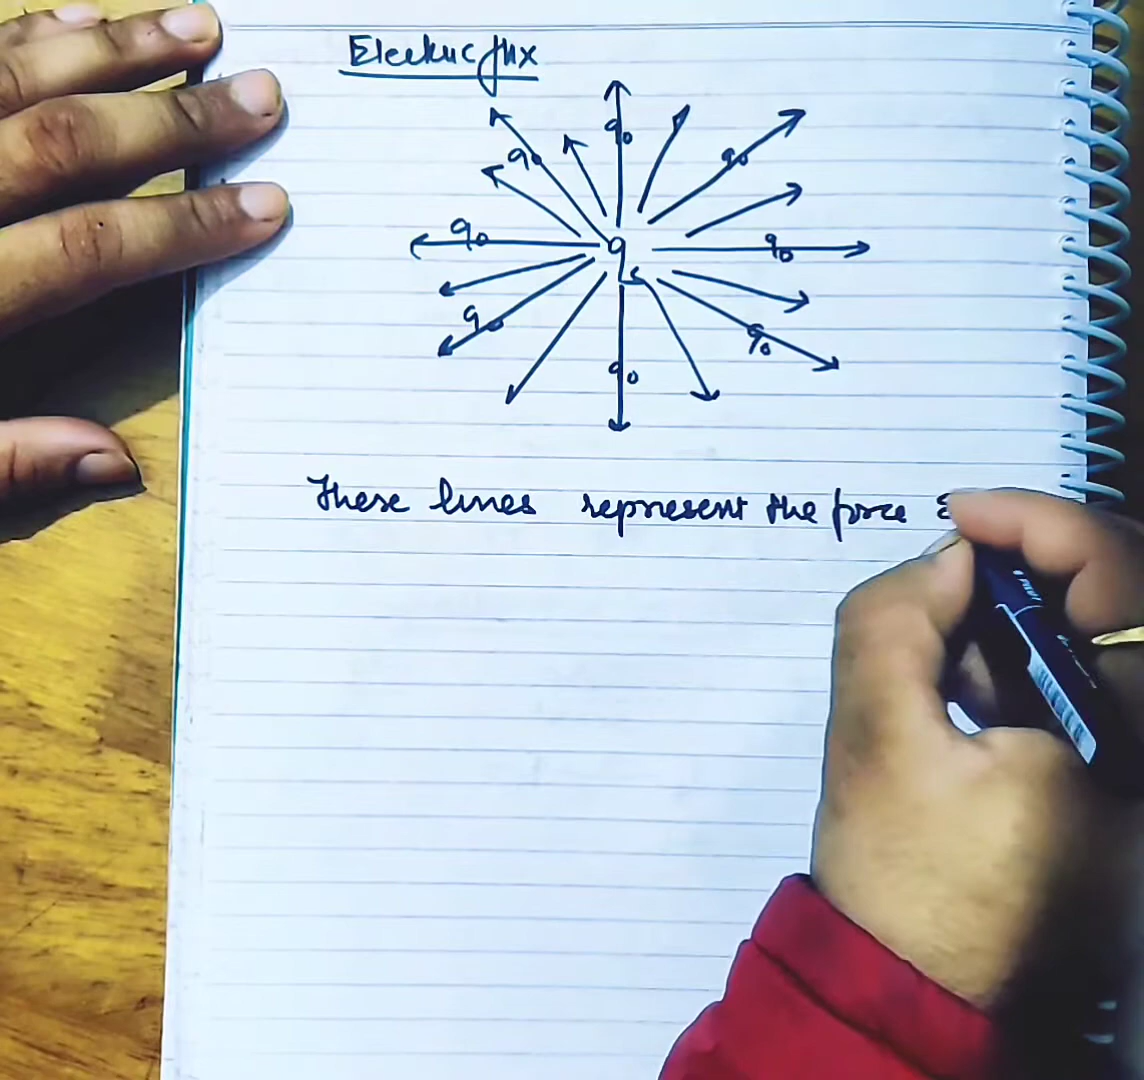 Electric flux
q₀
q₀ q₀
q₀ q q₀
q₀ q₀
q₀
These lines represent the force